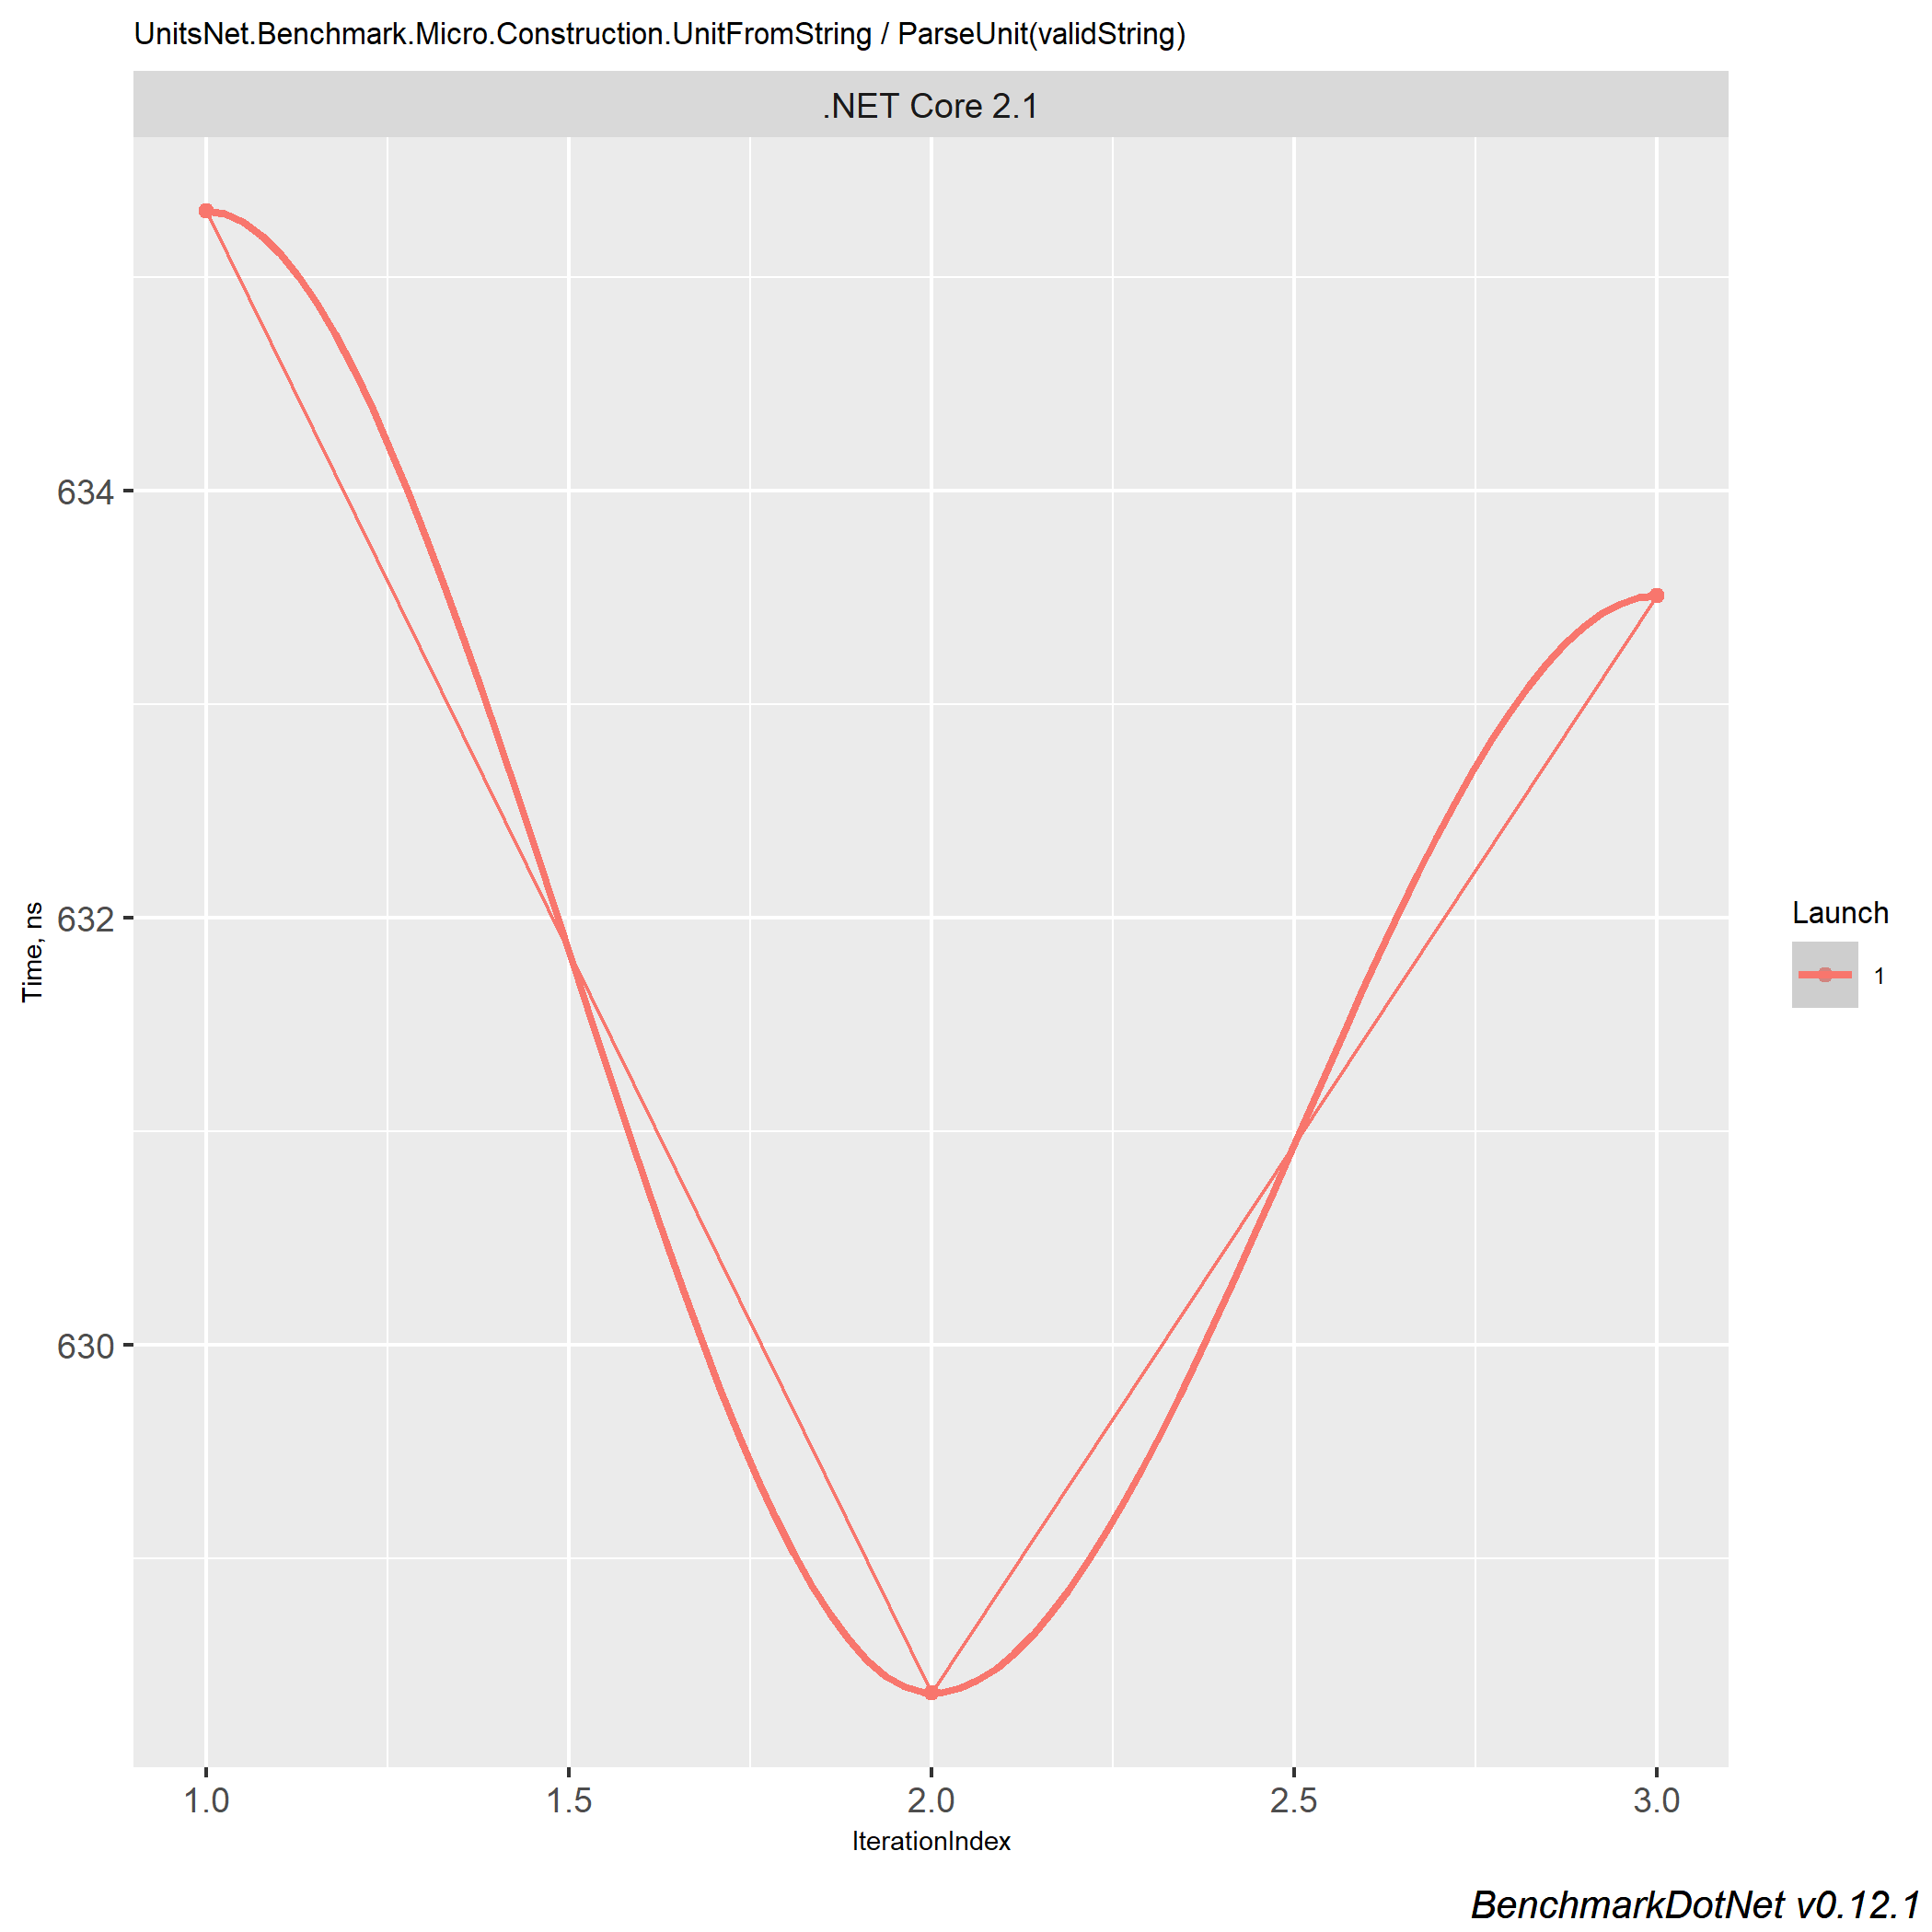 UnitsNet.Benchmark.Micro.Construction.UnitFromString / ParseUnit(validString)
.NET Core 2.1
634
632
630
Time, ns
1.0 1.5 2.0 2.5 3.0
IterationIndex
Launch
1
BenchmarkDotNet v0.12.1